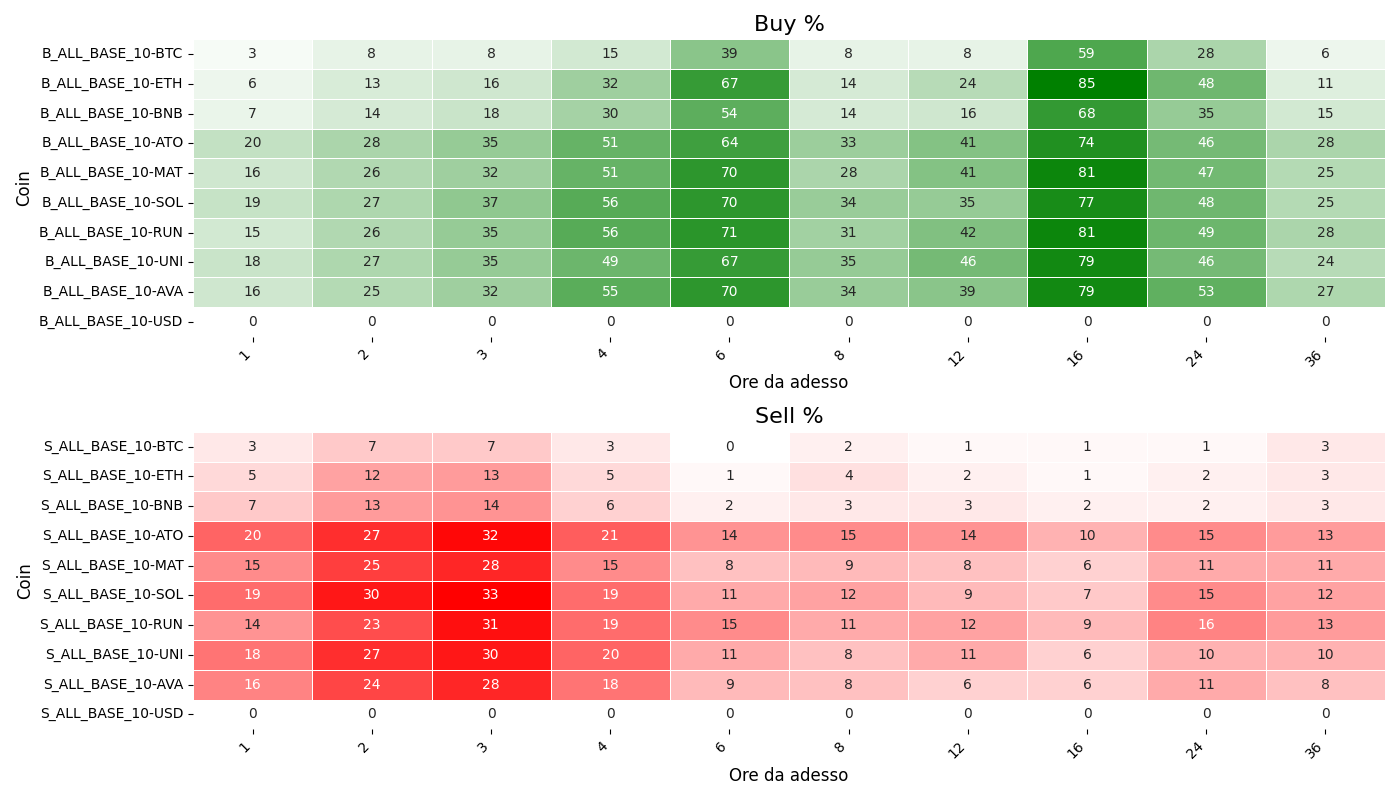 Buy %
Coin
B_ALL_BASE_10-BTC 3 8 8 15 39 8 8 59 28 6
B_ALL_BASE_10-ETH 6 13 16 32 67 14 24 85 48 11
B_ALL_BASE_10-BNB 7 14 18 30 54 14 16 68 35 15
B_ALL_BASE_10-ATO 20 28 35 51 64 33 41 74 46 28
B_ALL_BASE_10-MAT 16 26 32 51 70 28 41 81 47 25
B_ALL_BASE_10-SOL 19 27 37 56 70 34 35 77 48 25
B_ALL_BASE_10-RUN 15 26 35 56 71 31 42 81 49 28
B_ALL_BASE_10-UNI 18 27 35 49 67 35 46 79 46 24
B_ALL_BASE_10-AVA 16 25 32 55 70 34 39 79 53 27
B_ALL_BASE_10-USD 0 0 0 0 0 0 0 0 0 0
1 2 3 4 6 8 12 16 24 36
Ore da adesso
Sell %
Coin
S_ALL_BASE_10-BTC 3 7 7 3 0 2 1 1 1 3
S_ALL_BASE_10-ETH 5 12 13 5 1 4 2 1 2 3
S_ALL_BASE_10-BNB 7 13 14 6 2 3 3 2 2 3
S_ALL_BASE_10-ATO 20 27 32 21 14 15 14 10 15 13
S_ALL_BASE_10-MAT 15 25 28 15 8 9 8 6 11 11
S_ALL_BASE_10-SOL 19 30 33 19 11 12 9 7 15 12
S_ALL_BASE_10-RUN 14 23 31 19 15 11 12 9 16 13
S_ALL_BASE_10-UNI 18 27 30 20 11 8 11 6 10 10
S_ALL_BASE_10-AVA 16 24 28 18 9 8 6 6 11 8
S_ALL_BASE_10-USD 0 0 0 0 0 0 0 0 0 0
1 2 3 4 6 8 12 16 24 36
Ore da adesso